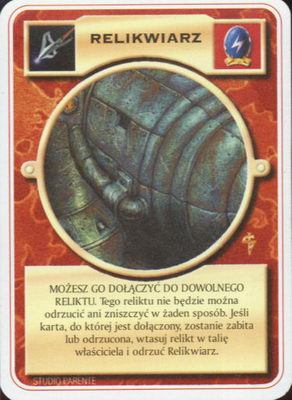 RELIKWIARZ
MOŻESZ GO DOŁĄCZYĆ DO DOWOLNEGO
RELIKTU. Tego reliktu nie będzie można
odrzucić ani zniszczyć w żaden sposób. Jeśli
karta, do której jest dołączony, zostanie zabita
lub odrzucona, wtasuj relikt w talię
właściciela i odrzuć Relikwiarz.
STUDIO PARENTE